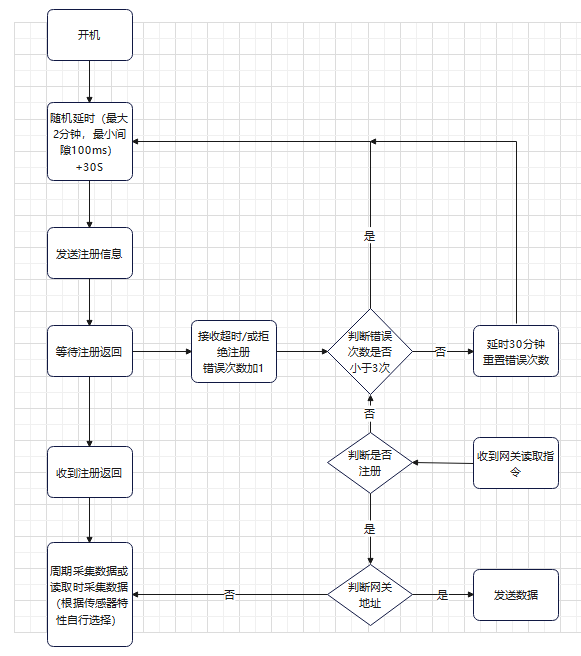 开机
随机延时（最大
2分钟，最小间
隙100ms）
+30S
是
发送注册信息
等待注册返回
接收超时/或拒
绝注册
错误次数加1
判断错误
次数是否
小于3次
否
延时30分钟
重置错误次数
否
收到注册返回
判断是否
注册
收到网关读取指
令
是
周期采集数据或
读取时采集数据
（根据传感器特
性自行选择）
否
判断网关
地址
是
发送数据